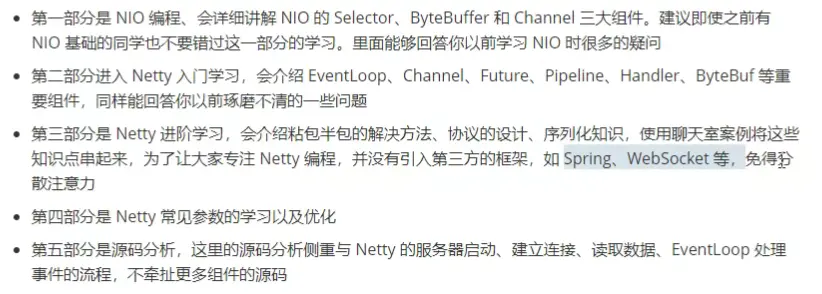 第一部分是 NIO 编程、会详细讲解 NIO 的 Selector、ByteBuffer 和 Channel 三大组件。建议即使之前有
NIO 基础的同学也不要错过这一部分的学习。里面能够回答你以前学习 NIO 时很多的疑问
第二部分进入 Netty 入门学习，会介绍 EventLoop、Channel、Future、Pipeline、Handler、ByteBuf 等重
要组件，同样能回答你以前琢磨不清的一些问题
第三部分是 Netty 进阶学习，会介绍粘包半包的解决方法、协议的设计、序列化知识，使用聊天室案例将这些
知识点串起来，为了让大家专注 Netty 编程，并没有引入第三方的框架，如 Spring、WebSocket 等，免得分
散注意力
第四部分是 Netty 常见参数的学习以及优化
第五部分是源码分析，这里的源码分析侧重与 Netty 的服务器启动、建立连接、读取数据、EventLoop 处理
事件的流程，不牵扯更多组件的源码